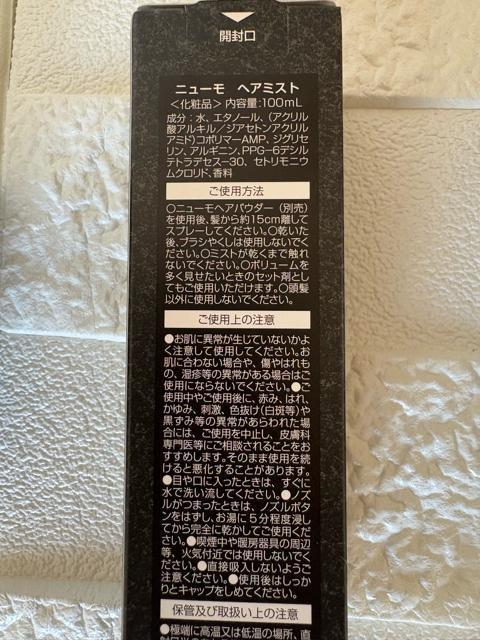 開封口
ニューモ ヘアミスト
＜化粧品＞内容量:100mL
成分：水、エタノール、(アクリル
酸アルキル／ジアセトンアクリル
アミド)コポリマーAMP、ジグリセ
リン、アルギニン、PPG-6デシル
テトラデセス-30、セトリモニウ
ムクロリド、香料
ご使用方法
○ニューモヘアパウダー（別売）
を使用後、髪から約15cm離して
スプレーしてください。○乾いた
後、ブラシやくしは使用しないでく
ださい。○ミストが乾くまで触れ
ないでください。○ボリュームを
多く見せたいときのセット剤とし
てもご使用いただけます。○頭髪
以外に使用しないでください。
ご使用上の注意
●お肌に異常が生じていないかよ
く注意して使用してください。お
肌に合わない場合や、傷やはれも
の、湿疹等の異常がある場合はご
使用にならないでください。●ご
使用中やご使用後に、赤み、はれ、
かゆみ、刺激、色抜け(白斑等)や
黒ずみ等の異常があらわれた場
合には、ご使用を中止し、皮膚科
専門医等にご相談されることをお
すすめします。そのまま使用を続
けると悪化することがあります。
●目や口に入ったときは、すぐに
水で洗い流してください。●ノズ
ルがつまったときは、ノズルボタン
をはずし、お湯に5分程度浸し
てから完全に乾かしてご使用くだ
さい。●喫煙中や暖房器具の周辺
等、火気付近では使用しないでく
ださい。●直接吸入しないようご
注意ください。●使用後はしっか
りとキャップをしめてください。
保管及び取扱い上の注意
●極端に高温又は低温の場所、直